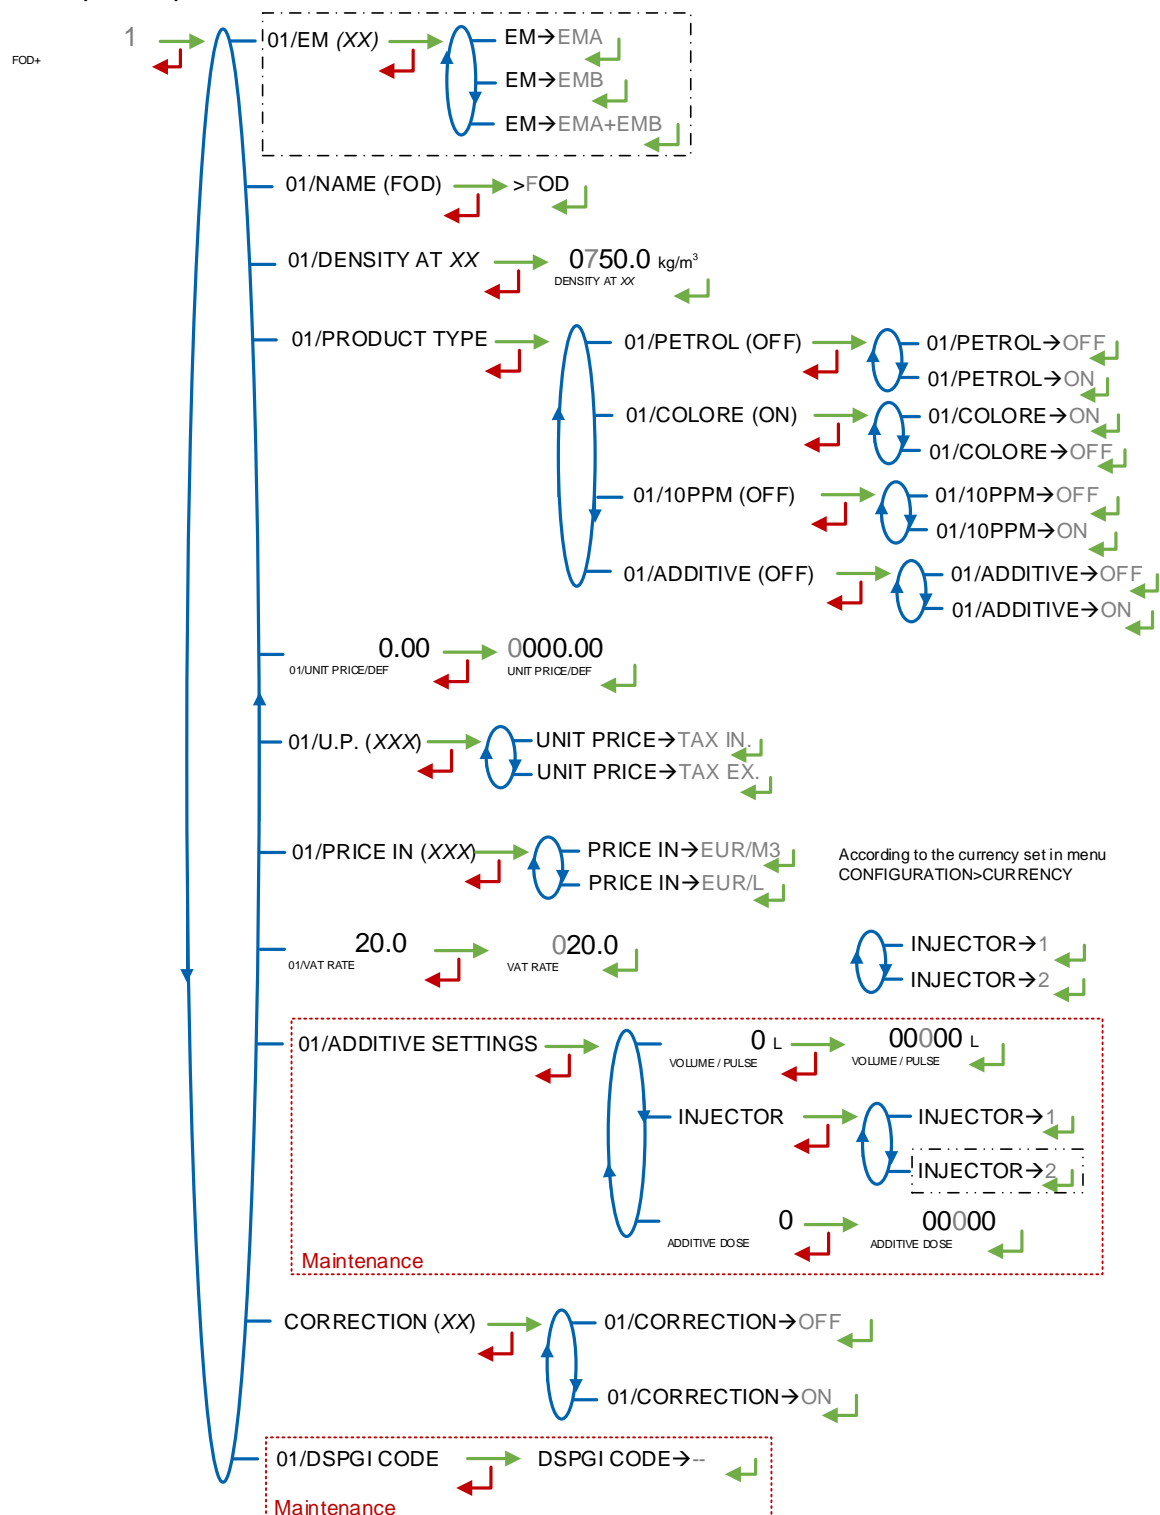 1
FOD+
01/EM (XX)
EM→EMA
EM→EMB
EM→EMA+EMB
01/NAME (FOD)
>FOD
01/DENSITY AT XX
0750.0 kg/m³
DENSITY AT XX
01/PRODUCT TYPE
01/PETROL (OFF)
01/PETROL→OFF
01/PETROL→ON
01/COLORE (ON)
01/COLORE→ON
01/COLORE→OFF
01/10PPM (OFF)
01/10PPM→OFF
01/10PPM→ON
01/ADDITIVE (OFF)
01/ADDITIVE→OFF
01/ADDITIVE→ON
0.00
01/UNIT PRICE/DEF
0000.00
UNIT PRICE/DEF
01/U.P. (XXX)
UNIT PRICE→TAX IN.
UNIT PRICE→TAX EX.
01/PRICE IN (XXX)
PRICE IN→EUR/M3
PRICE IN→EUR/L
According to the currency set in menu
CONFIGURATION>CURRENCY
20.0
01/VAT RATE
020.0
VAT RATE
INJECTOR→1
INJECTOR→2
01/ADDITIVE SETTINGS
0 L
VOLUME / PULSE
00000 L
VOLUME / PULSE
INJECTOR
INJECTOR→1
INJECTOR→2
0
ADDITIVE DOSE
00000
ADDITIVE DOSE
Maintenance
CORRECTION (XX)
01/CORRECTION→OFF
01/CORRECTION→ON
01/DSPGI CODE
DSPGI CODE→--
Maintenance